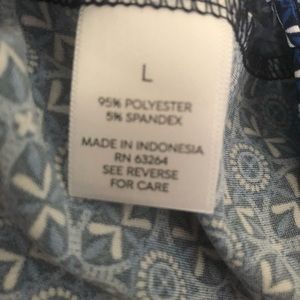 L
95% POLYESTER
5% SPANDEX
MADE IN INDONESIA
RN 63264
SEE REVERSE
FOR CARE